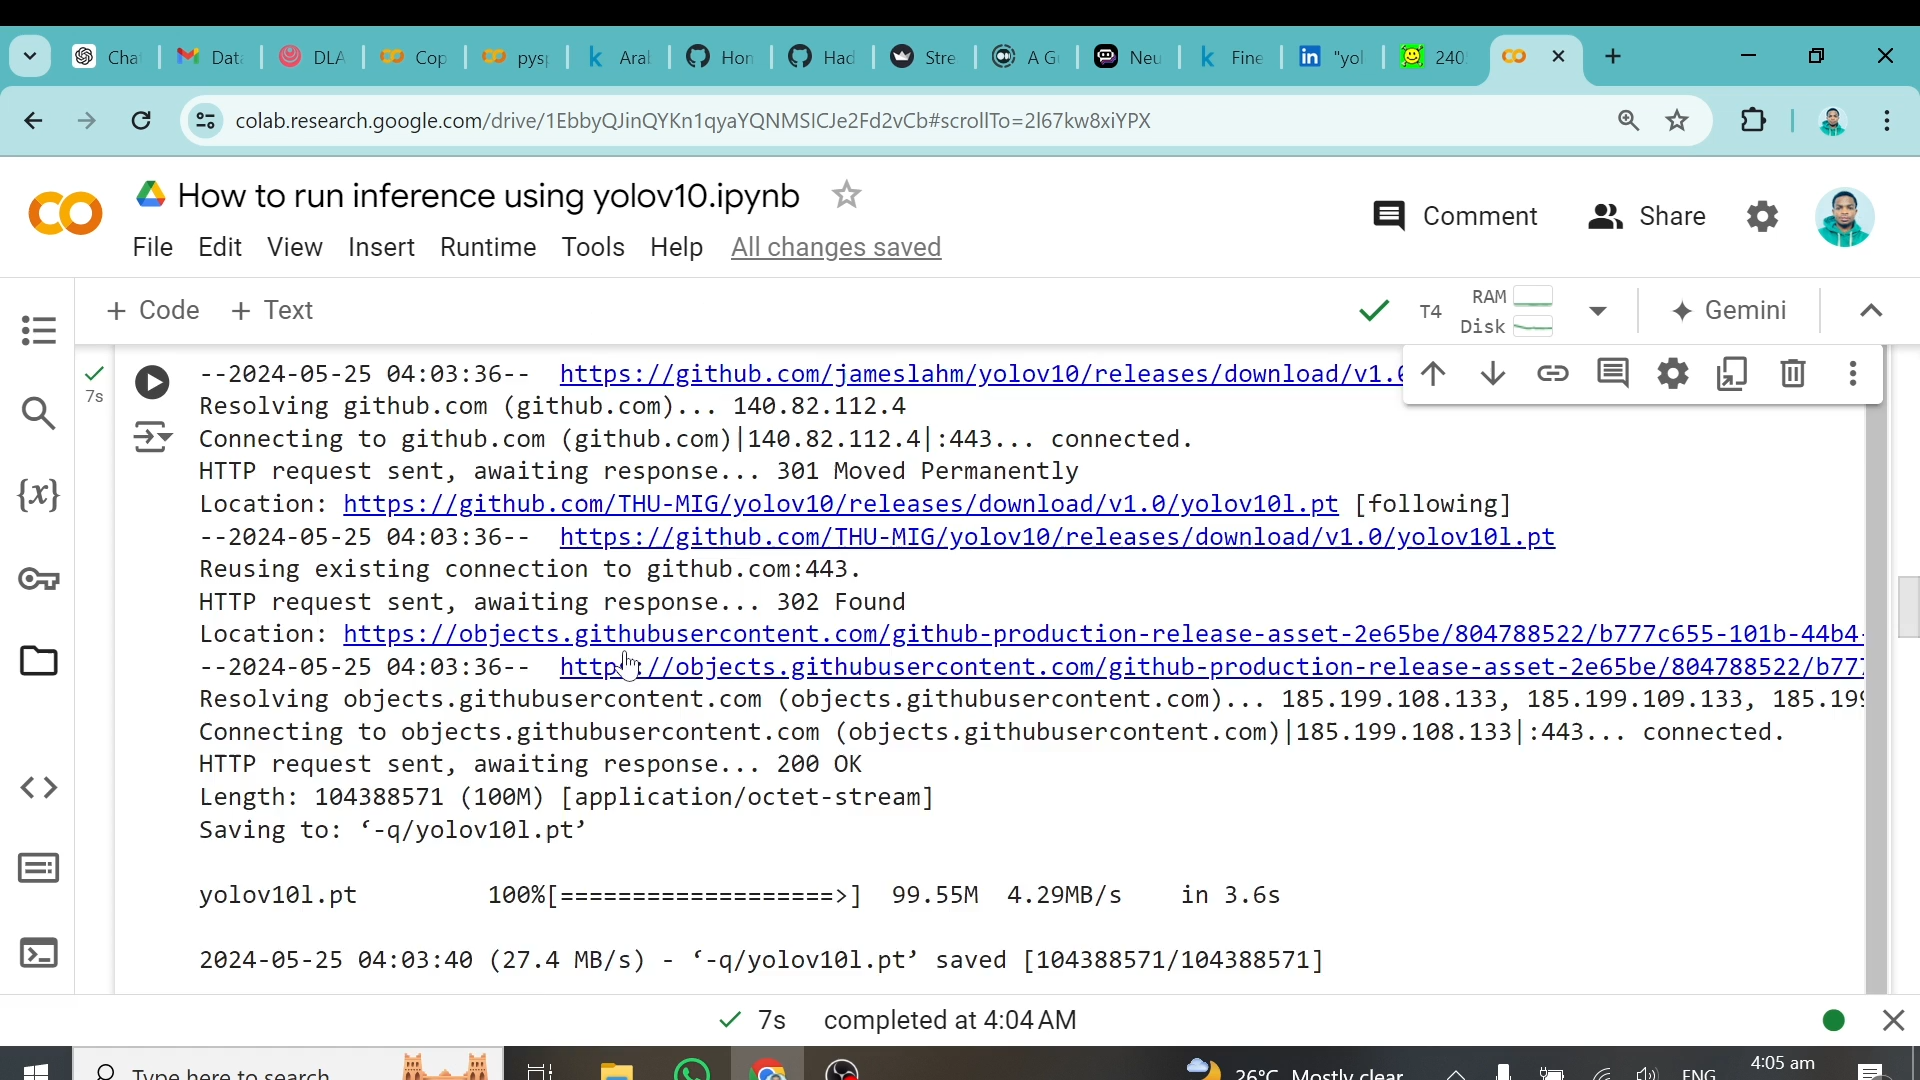 Cha
Data
DLA
Cop
pysp
Aral
Hon
Had
Stre
A Gu
Neu
Fine
"yol
240
colab.research.google.com/drive/1EbbyQJinQYKn1qyaYQNMSICJe2Fd2vCb#scrollTo=2l67kw8xiYPX
How to run inference using yolov10.ipynb
Comment
Share
File Edit View Insert Runtime Tools Help All changes saved
+ Code + Text
T4 RAM
Disk
Gemini
7s
--2024-05-25 04:03:36-- https://github.com/jameslahm/yolov10/releases/download/v1.0
Resolving github.com (github.com)... 140.82.112.4
Connecting to github.com (github.com)|140.82.112.4|:443... connected.
HTTP request sent, awaiting response... 301 Moved Permanently
Location: https://github.com/THU-MIG/yolov10/releases/download/v1.0/yolov10l.pt [following]
--2024-05-25 04:03:36-- https://github.com/THU-MIG/yolov10/releases/download/v1.0/yolov10l.pt
Reusing existing connection to github.com:443.
HTTP request sent, awaiting response... 302 Found
Location: https://objects.githubusercontent.com/github-production-release-asset-2e65be/804788522/b777c655-101b-44b4-
--2024-05-25 04:03:36-- https://objects.githubusercontent.com/github-production-release-asset-2e65be/804788522/b777
Resolving objects.githubusercontent.com (objects.githubusercontent.com)... 185.199.108.133, 185.199.109.133, 185.199
Connecting to objects.githubusercontent.com (objects.githubusercontent.com)|185.199.108.133|:443... connected.
HTTP request sent, awaiting response... 200 OK
Length: 104388571 (100M) [application/octet-stream]
Saving to: ‘-q/yolov10l.pt’
yolov10l.pt 100%[===================>] 99.55M 4.29MB/s in 3.6s
2024-05-25 04:03:40 (27.4 MB/s) - ‘-q/yolov10l.pt’ saved [104388571/104388571]
7s completed at 4:04 AM
Type here to search
26°C Mostly clear
ENG
4:05 am